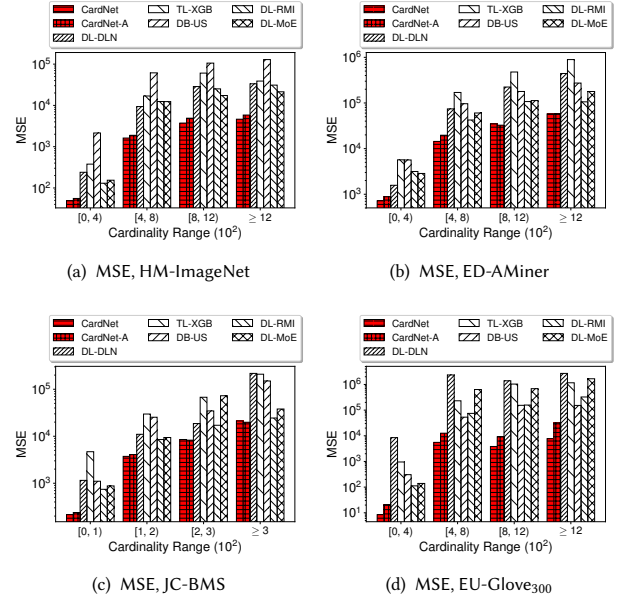 CardNet TL-XGB DL-RMI
CardNet-A DB-US DL-MoE
DL-DLN
MSE
10^5
10^4
10^3
10^2
[0, 4) [4, 8) [8, 12) ≥ 12
Cardinality Range (10^2)
(a) MSE, HM-ImageNet
CardNet TL-XGB DL-RMI
CardNet-A DB-US DL-MoE
DL-DLN
MSE
10^6
10^5
10^4
10^3
[0, 4) [4, 8) [8, 12) ≥ 12
Cardinality Range (10^2)
(b) MSE, ED-AMiner
CardNet TL-XGB DL-RMI
CardNet-A DB-US DL-MoE
DL-DLN
MSE
10^5
10^4
10^3
[0, 1) [1, 2) [2, 3) ≥ 3
Cardinality Range (10^2)
(c) MSE, JC-BMS
CardNet TL-XGB DL-RMI
CardNet-A DB-US DL-MoE
DL-DLN
MSE
10^6
10^5
10^4
10^3
10^2
10^1
[0, 4) [4, 8) [8, 12) ≥ 12
Cardinality Range (10^2)
(d) MSE, EU-Glove_300